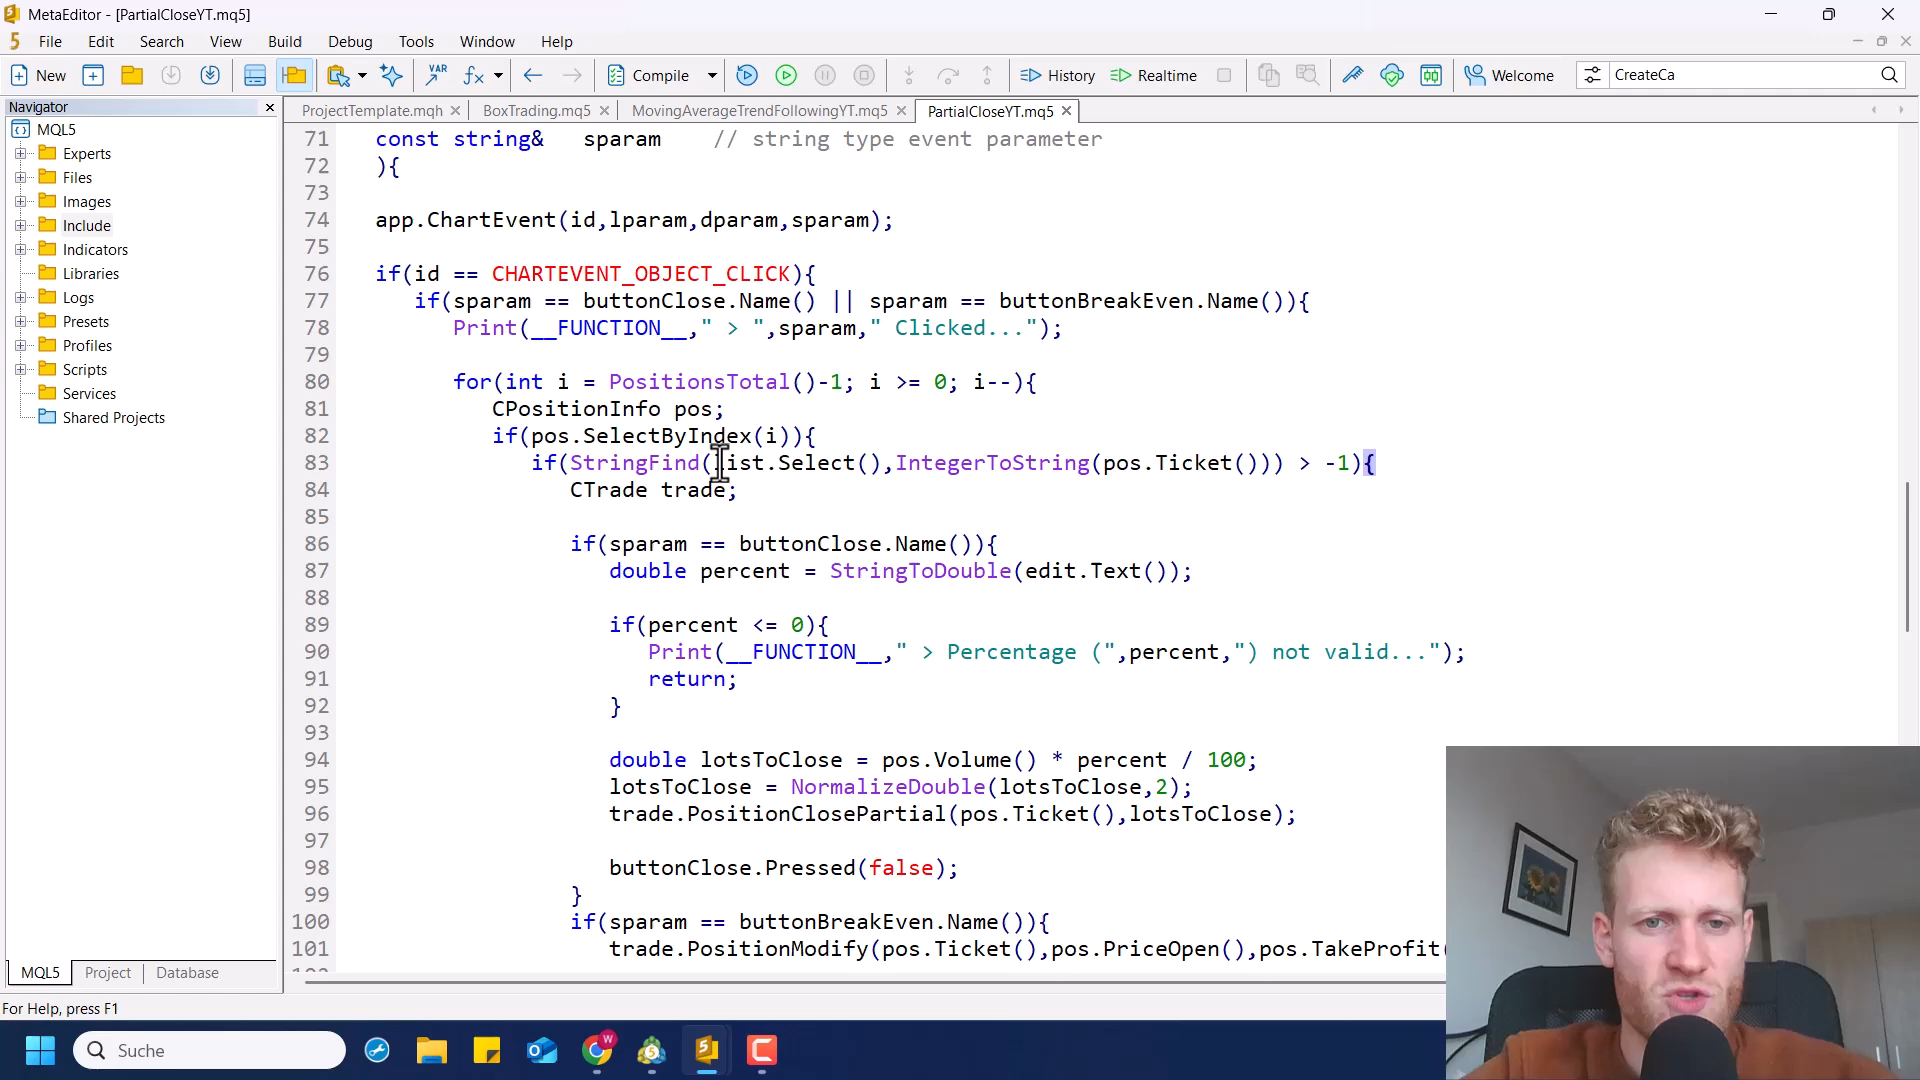 MetaEditor - [PartialCloseYT.mq5]
File Edit Search View Build Debug Tools Window Help
New VAR Compile History Realtime Welcome CreateCa
Navigator
ProjectTemplate.mqh BoxTrading.mq5 MovingAverageTrendFollowingYT.mq5 PartialCloseYT.mq5
MQL5
Experts
Files
Images
Include
Indicators
Libraries
Logs
Presets
Profiles
Scripts
Services
Shared Projects
71 const string& sparam // string type event parameter
72 ){
73
74 app.ChartEvent(id,lparam,dparam,sparam);
75
76 if(id == CHARTEVENT_OBJECT_CLICK){
77 if(sparam == buttonClose.Name() || sparam == buttonBreakEven.Name()){
78 Print(__FUNCTION__," > ",sparam," Clicked...");
79
80 for(int i = PositionsTotal()-1; i >= 0; i--){
81 CPositionInfo pos;
82 if(pos.SelectByIndex(i)){
83 if(StringFind(list.Select(),IntegerToString(pos.Ticket())) > -1){
84 CTrade trade;
85
86 if(sparam == buttonClose.Name()){
87 double percent = StringToDouble(edit.Text());
88
89 if(percent <= 0){
90 Print(__FUNCTION__," > Percentage (",percent,") not valid...");
91 return;
92 }
93
94 double lotsToClose = pos.Volume() * percent / 100;
95 lotsToClose = NormalizeDouble(lotsToClose,2);
96 trade.PositionClosePartial(pos.Ticket(),lotsToClose);
97
98 buttonClose.Pressed(false);
99 }
100 if(sparam == buttonBreakEven.Name()){
101 trade.PositionModify(pos.Ticket(),pos.PriceOpen(),pos.TakeProfit(
MQL5 Project Database
For Help, press F1
Suche